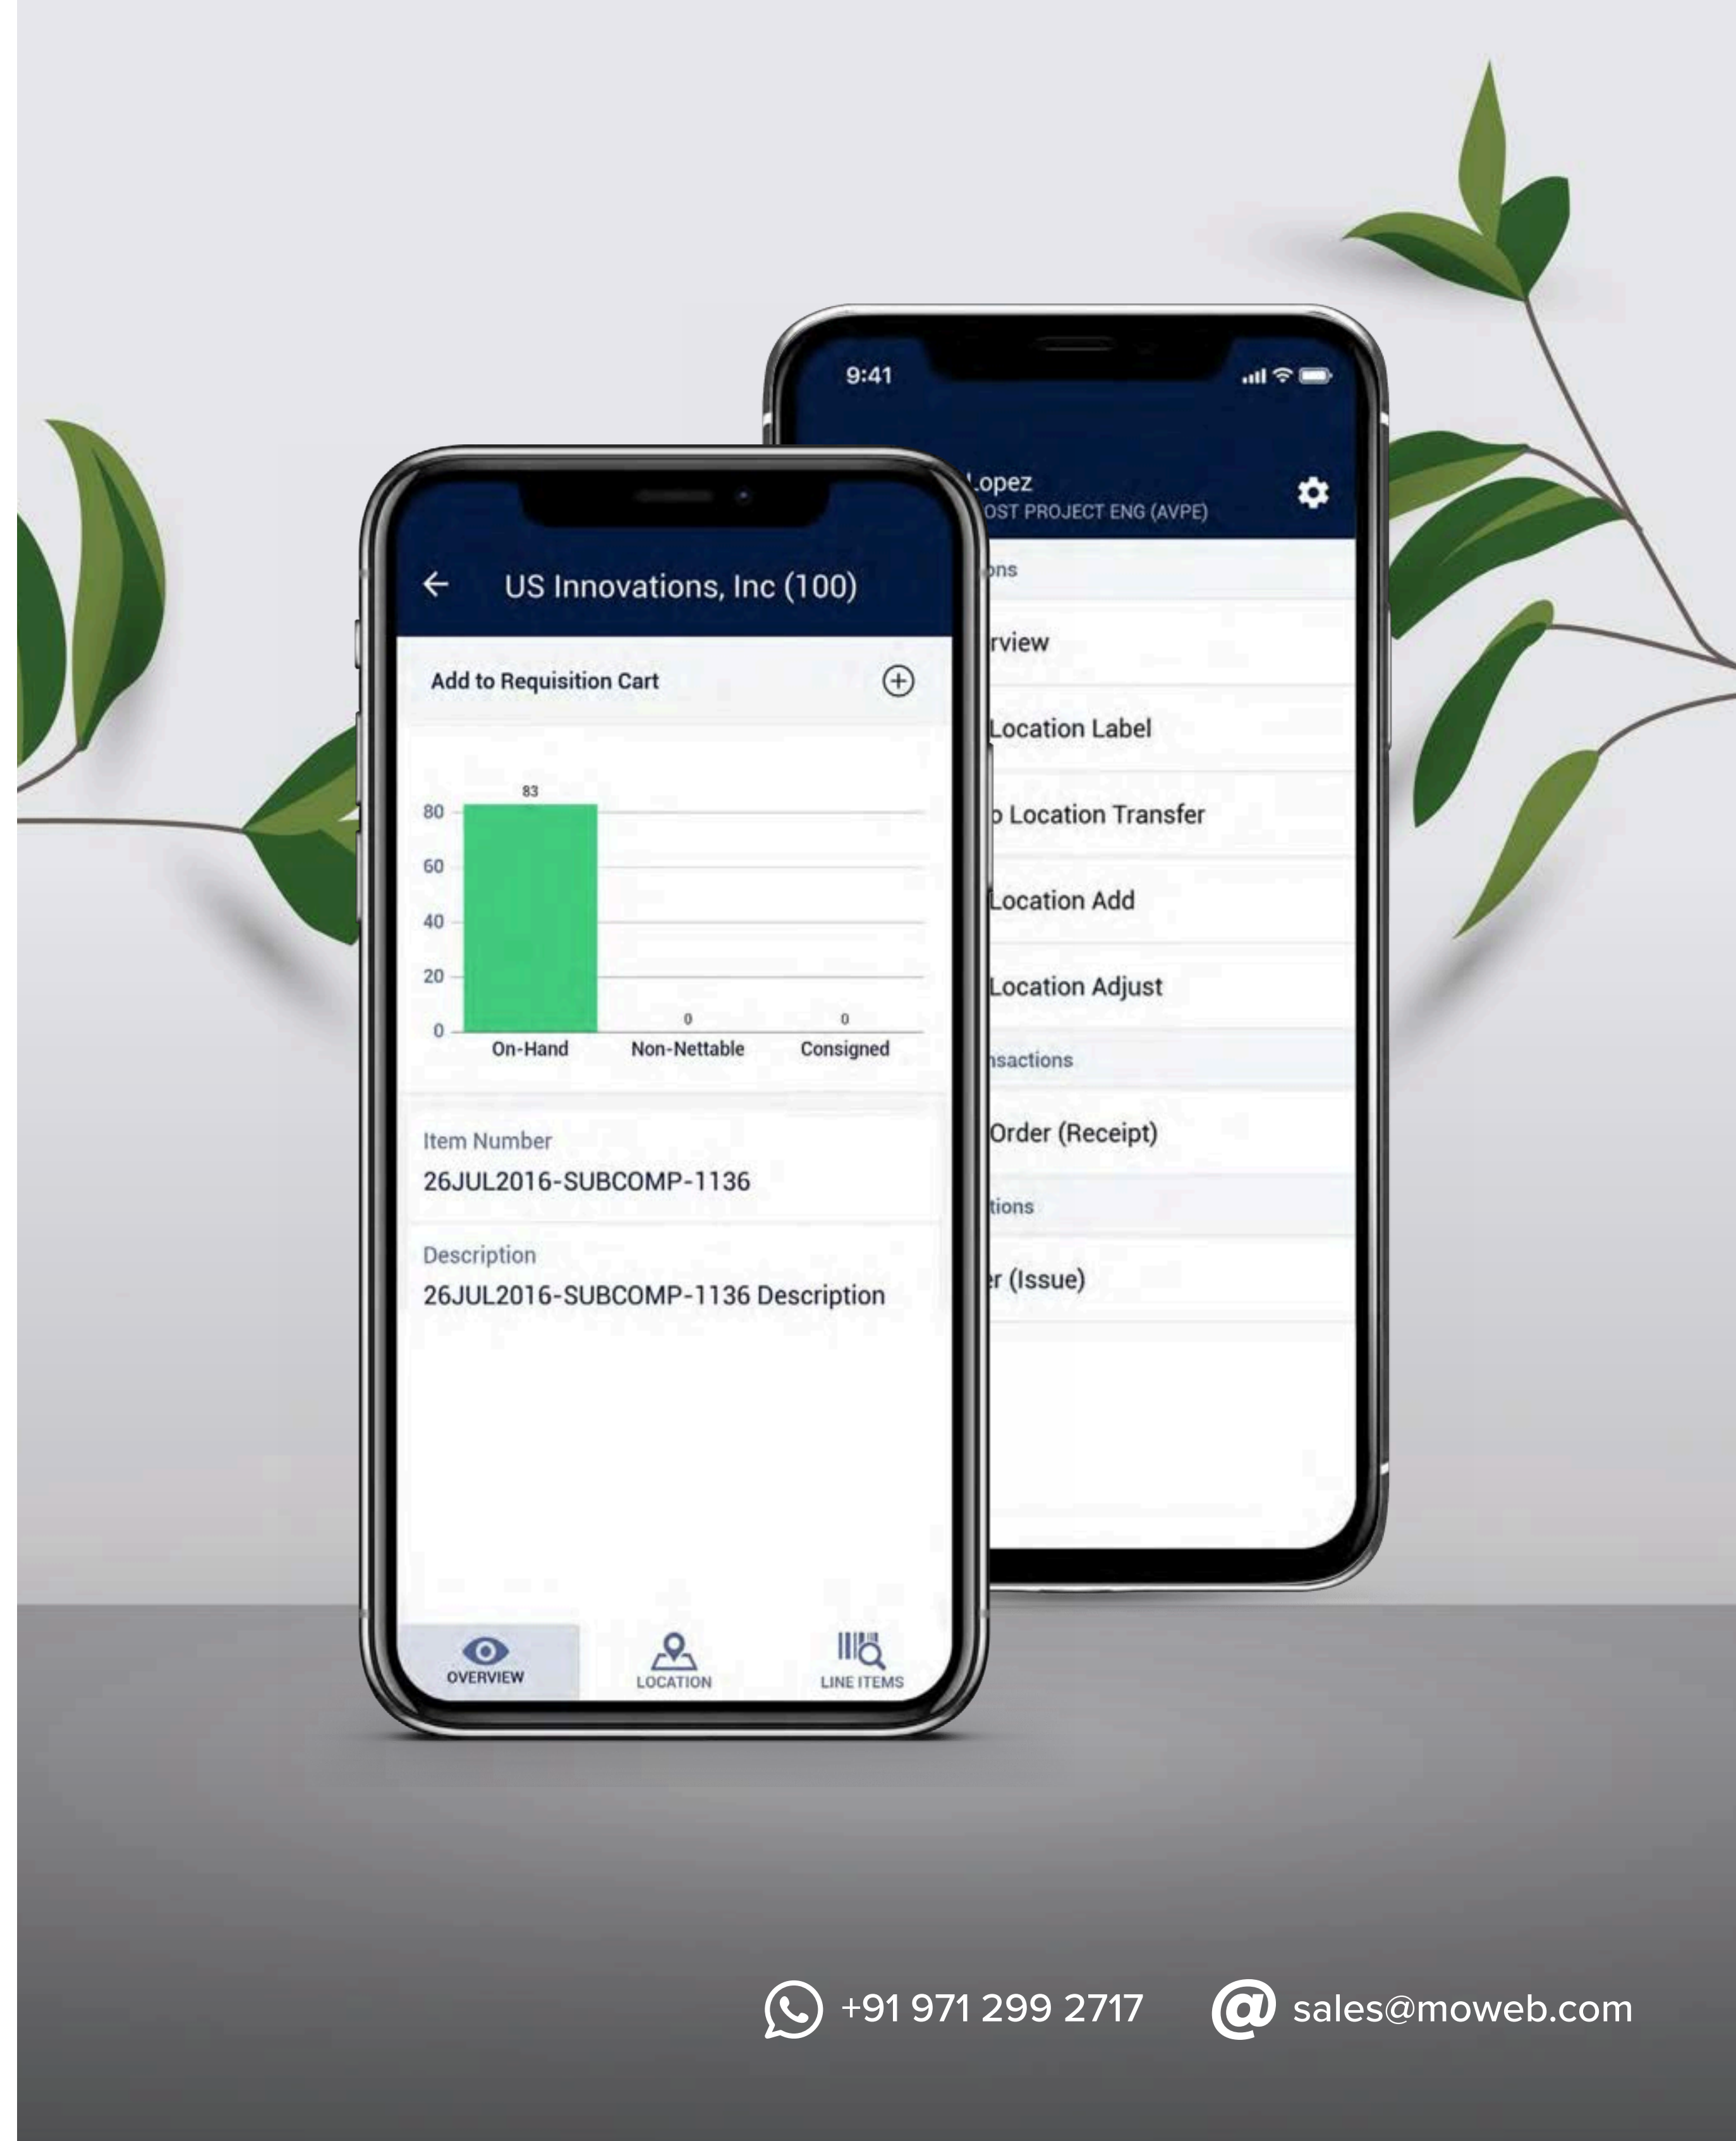 US Innovations, Inc (100)
Add to Requisition Cart
83
80
60
40
20
0
0
0
On-Hand
Non-Nettable
Consigned
Item Number
26JUL2016-SUBCOMP-1136
Description
26JUL2016-SUBCOMP-1136 Description
OVERVIEW
LOCATION
LINE ITEMS
9:41
Lopez
OST PROJECT ENG (AVPE)
ons
rview
Location Label
o Location Transfer
Location Add
Location Adjust
nsactions
Order (Receipt)
tions
er (Issue)
+91 971 299 2717
sales@moweb.com